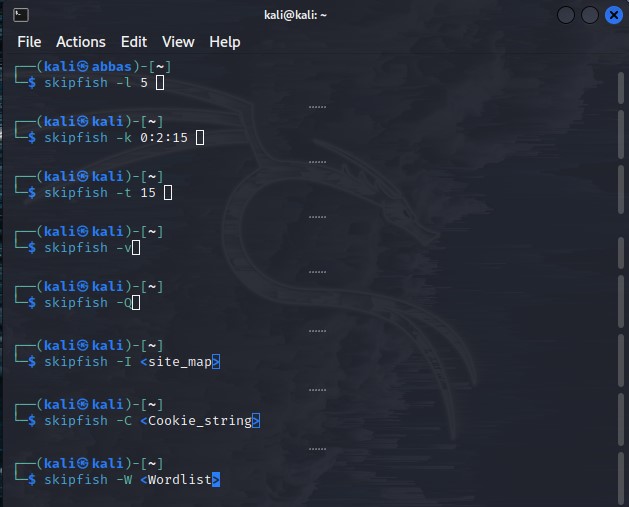 kali@kali: ~
File Actions Edit View Help
┌──(kali㉿abbas)-[~]
└─$ skipfish -l 5
......
┌──(kali㉿kali)-[~]
└─$ skipfish -k 0:2:15
......
┌──(kali㉿kali)-[~]
└─$ skipfish -t 15
......
┌──(kali㉿kali)-[~]
└─$ skipfish -v
......
┌──(kali㉿kali)-[~]
└─$ skipfish -Q
......
┌──(kali㉿kali)-[~]
└─$ skipfish -I <site_map>
......
┌──(kali㉿kali)-[~]
└─$ skipfish -C <Cookie_string>
......
┌──(kali㉿kali)-[~]
└─$ skipfish -W <Wordlist>